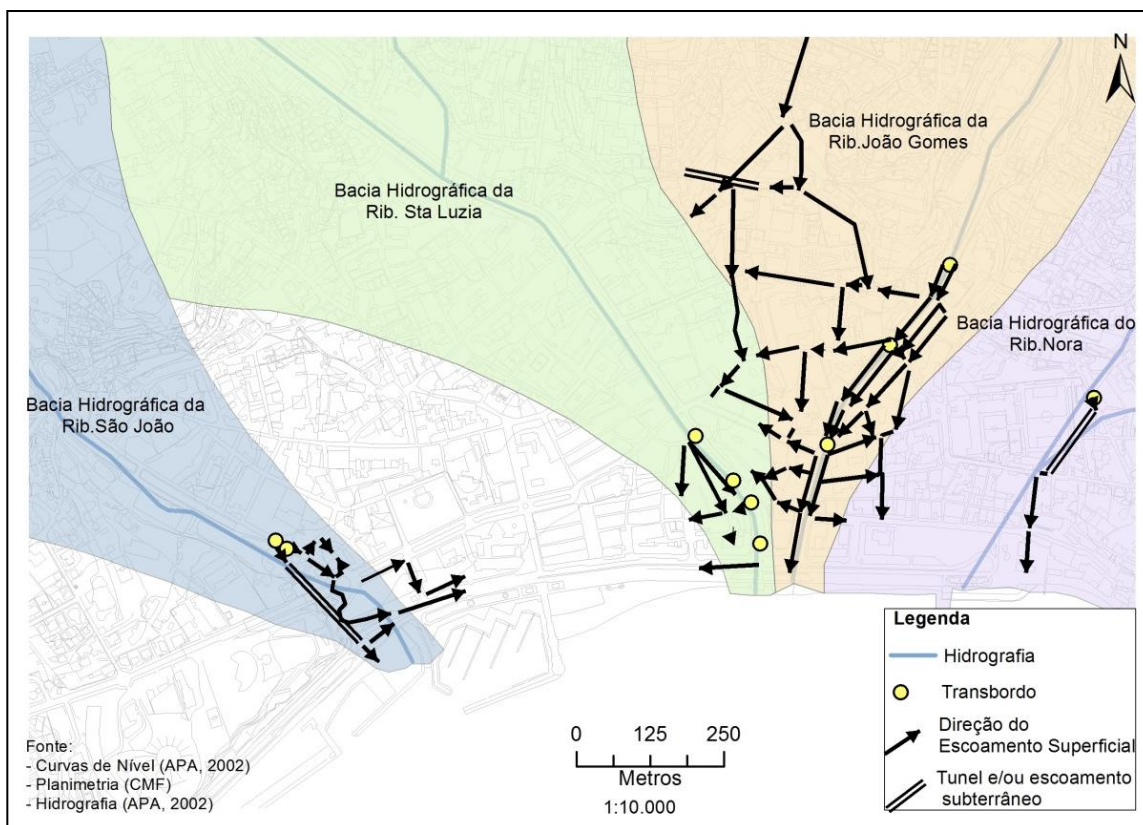 N
Bacia Hidrográfica da
Rib.João Gomes
Bacia Hidrográfica da
Rib. Sta Luzia
Bacia Hidrográfica do
Rib.Nora
Bacia Hidrográfica da
Rib.São João
Legenda
Hidrografia
Transbordo
Direção do
Escoamento Superficial
Tunel e/ou escoamento
subterrâneo
0 125 250
Metros
1:10.000
Fonte:
- Curvas de Nível (APA, 2002)
- Planimetria (CMF)
- Hidrografia (APA, 2002)